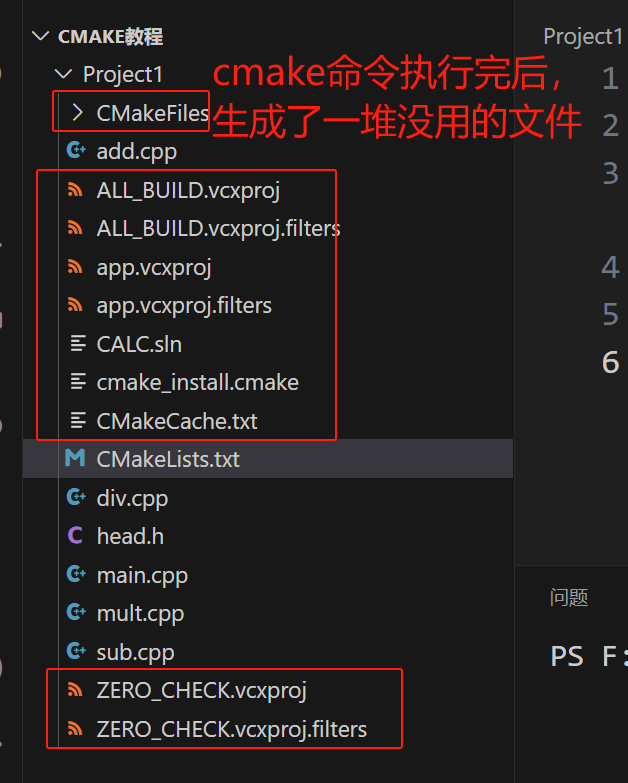 CMAKE教程
Project1
Project1
cmake命令执行完后，
生成了一堆没用的文件
CMakeFiles
add.cpp
ALL_BUILD.vcxproj
ALL_BUILD.vcxproj.filters
app.vcxproj
app.vcxproj.filters
CALC.sln
cmake_install.cmake
CMakeCache.txt
CMakeLists.txt
div.cpp
head.h
main.cpp
mult.cpp
sub.cpp
ZERO_CHECK.vcxproj
ZERO_CHECK.vcxproj.filters
1
2
3
4
5
6
问题
PS F: